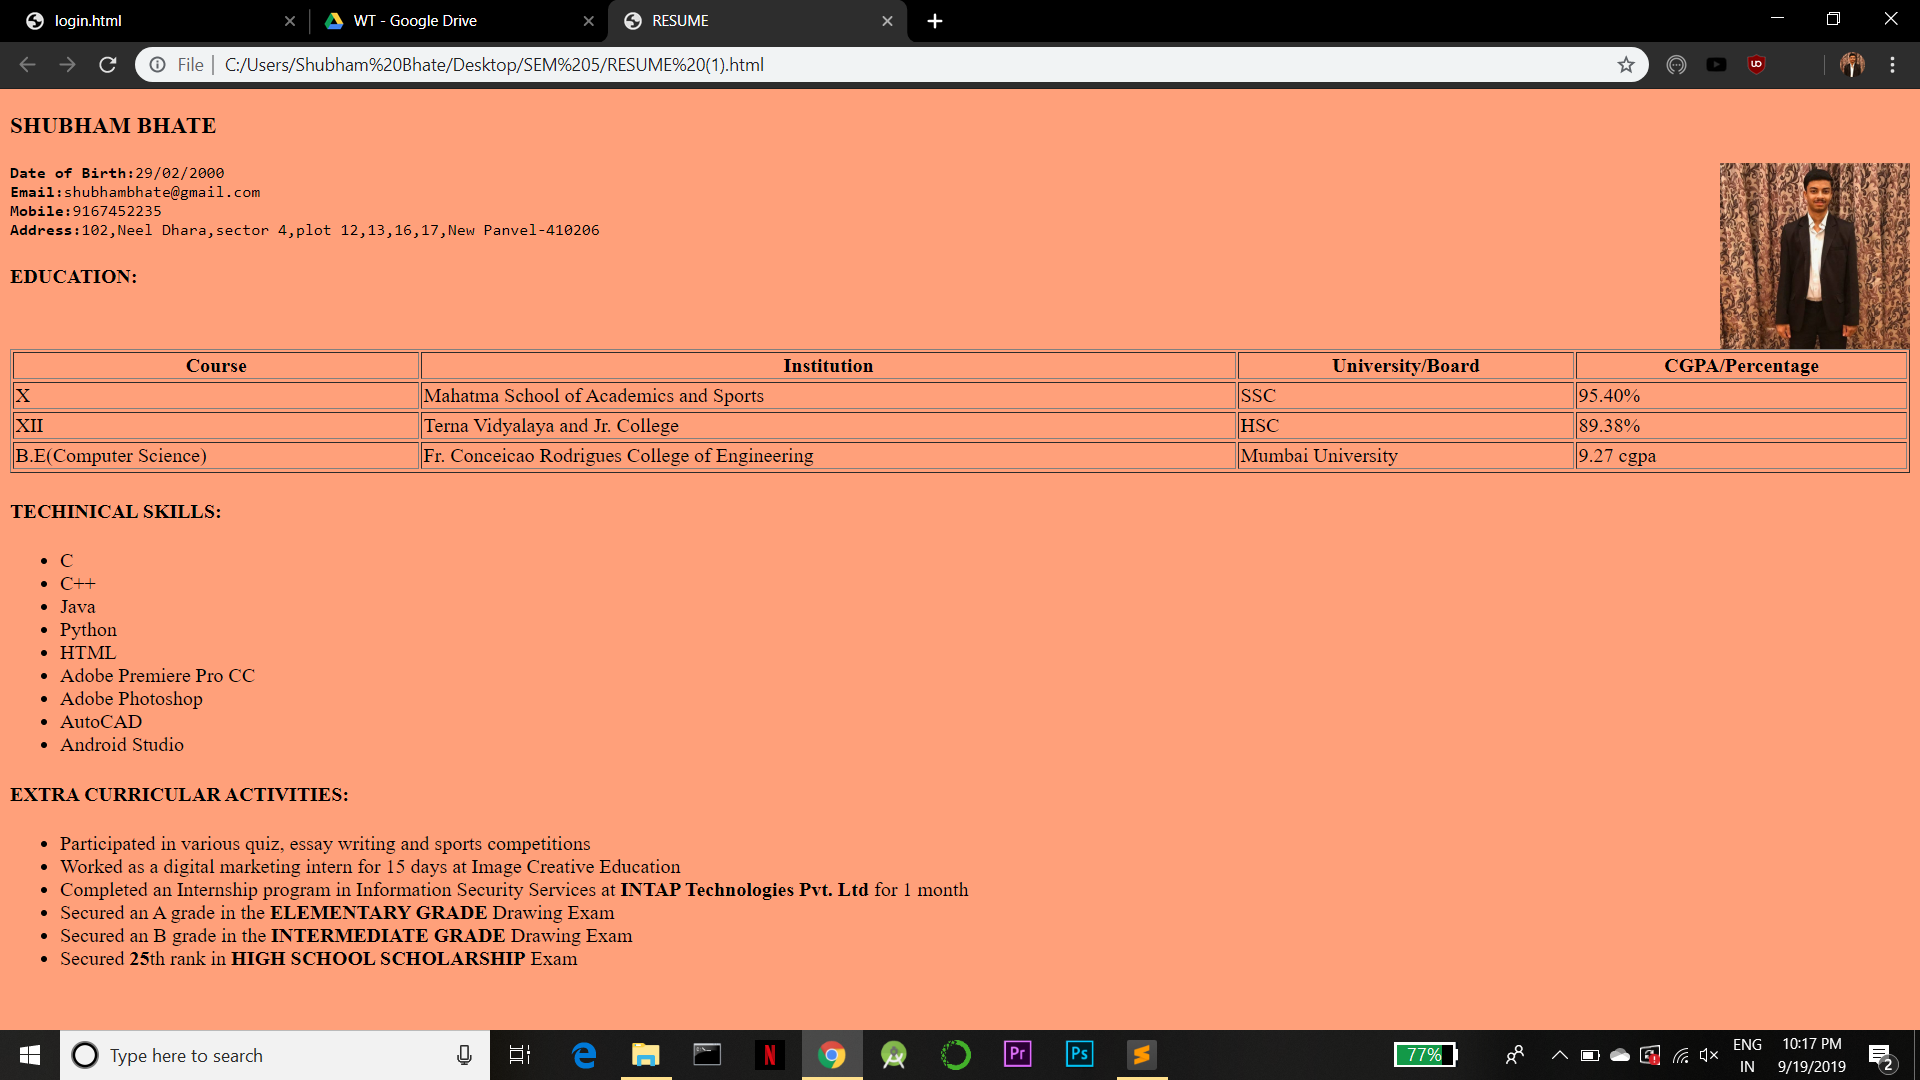 login.html
WT - Google Drive
RESUME
File
C:/Users/Shubham%20Bhate/Desktop/SEM%205/RESUME%20(1).html
SHUBHAM BHATE
Date of Birth:29/02/2000
Email:shubhambhate@gmail.com
Mobile:9167452235
Address:102,Neel Dhara,sector 4,plot 12,13,16,17,New Panvel-410206
EDUCATION:
Course Institution University/Board CGPA/Percentage
X Mahatma School of Academics and Sports SSC 95.40%
XII Terna Vidyalaya and Jr. College HSC 89.38%
B.E(Computer Science) Fr. Conceicao Rodrigues College of Engineering Mumbai University 9.27 cgpa
TECHINICAL SKILLS:
• C
• C++
• Java
• Python
• HTML
• Adobe Premiere Pro CC
• Adobe Photoshop
• AutoCAD
• Android Studio
EXTRA CURRICULAR ACTIVITIES:
• Participated in various quiz, essay writing and sports competitions
• Worked as a digital marketing intern for 15 days at Image Creative Education
• Completed an Internship program in Information Security Services at INTAP Technologies Pvt. Ltd for 1 month
• Secured an A grade in the ELEMENTARY GRADE Drawing Exam
• Secured an B grade in the INTERMEDIATE GRADE Drawing Exam
• Secured 25th rank in HIGH SCHOOL SCHOLARSHIP Exam
Type here to search
N
Pr
Ps
77%
ENG
IN
10:17 PM
9/19/2019
2